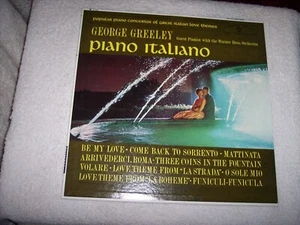 popular piano concertos of great italian love themes
GEORGE GREELEY
Guest Pianist with the Warner Bros. Orchestra
piano italiano
BE MY LOVE · COME BACK TO SORRENTO · MATTINATA
ARRIVEDERCI, ROMA · THREE COINS IN THE FOUNTAIN
VOLARE · LOVE THEME FROM "LA STRADA" · O SOLE MIO
LOVE THEME FROM "LA BOHEME" · FUNICULI-FUNICULA